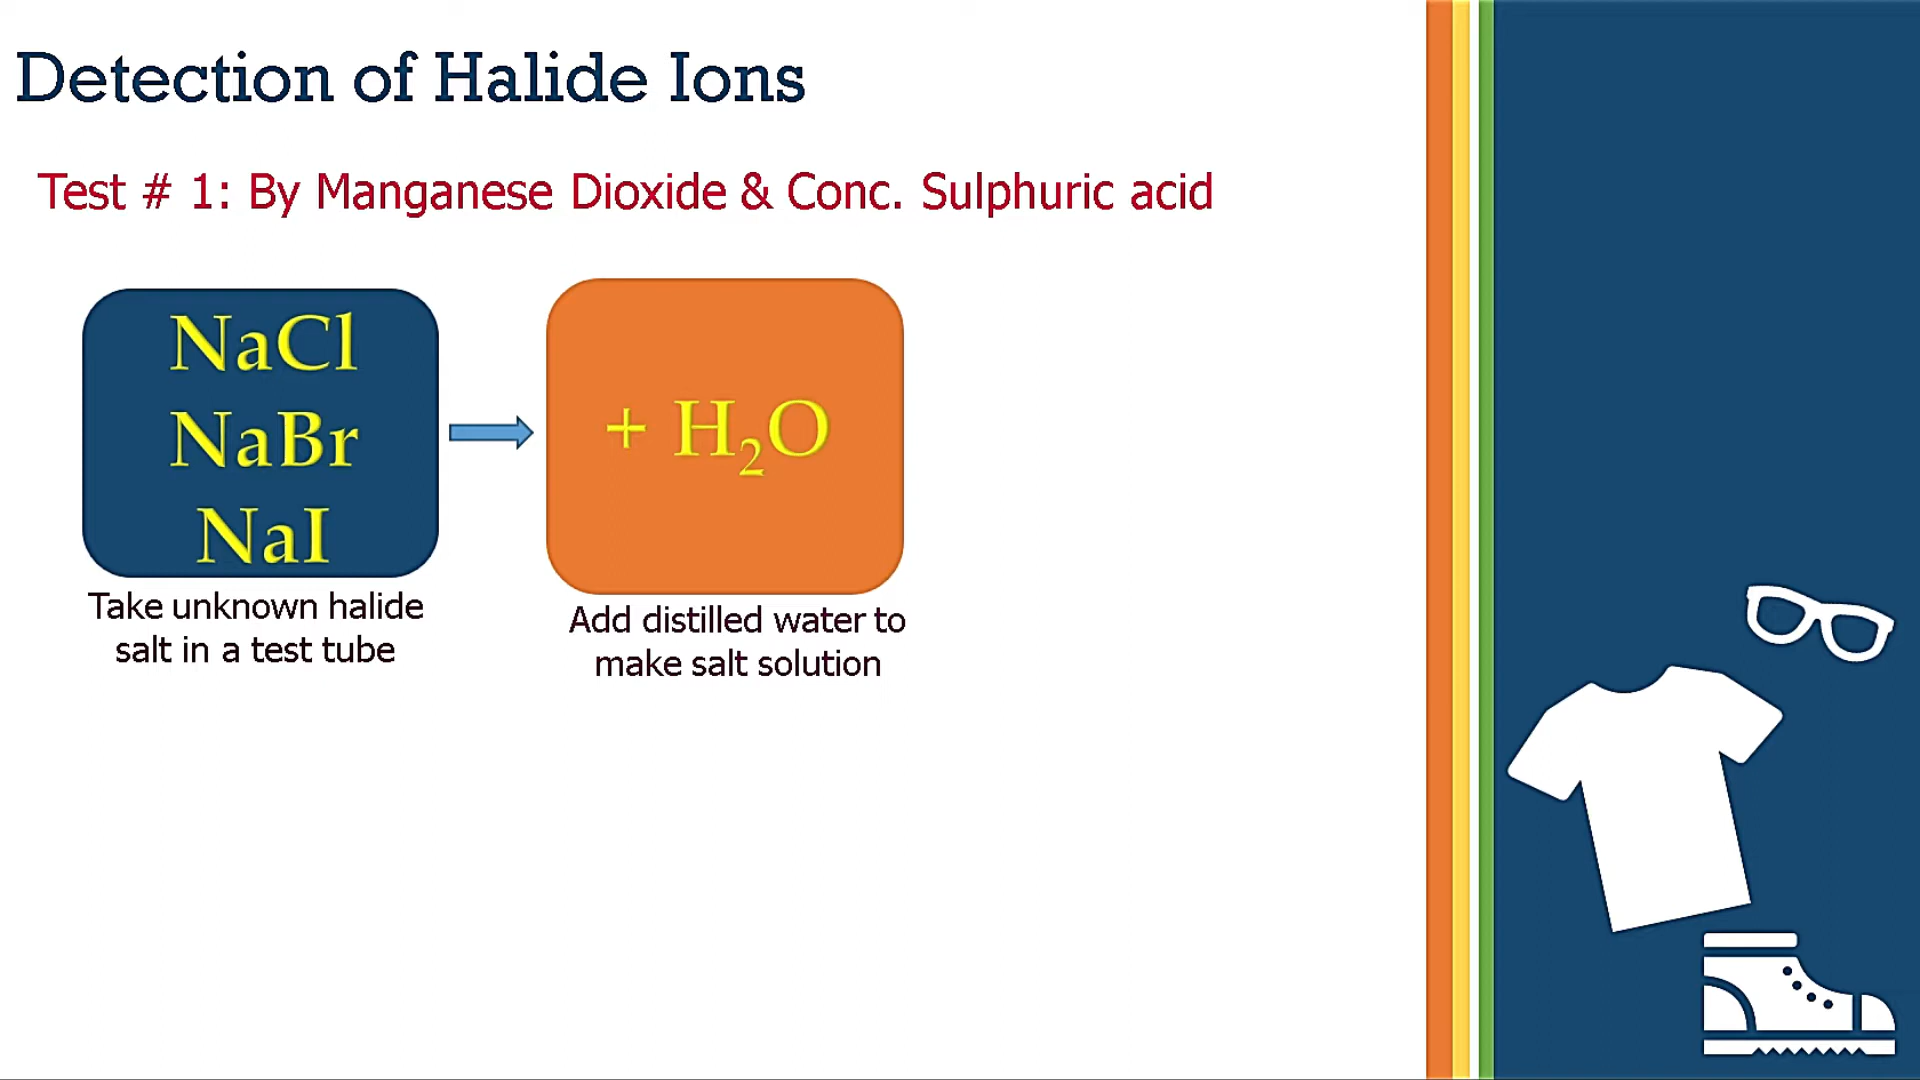 Detection of Halide Ions
Test # 1: By Manganese Dioxide & Conc. Sulphuric acid
NaCl
NaBr
NaI
Take unknown halide
salt in a test tube
+ H₂O
Add distilled water to
make salt solution